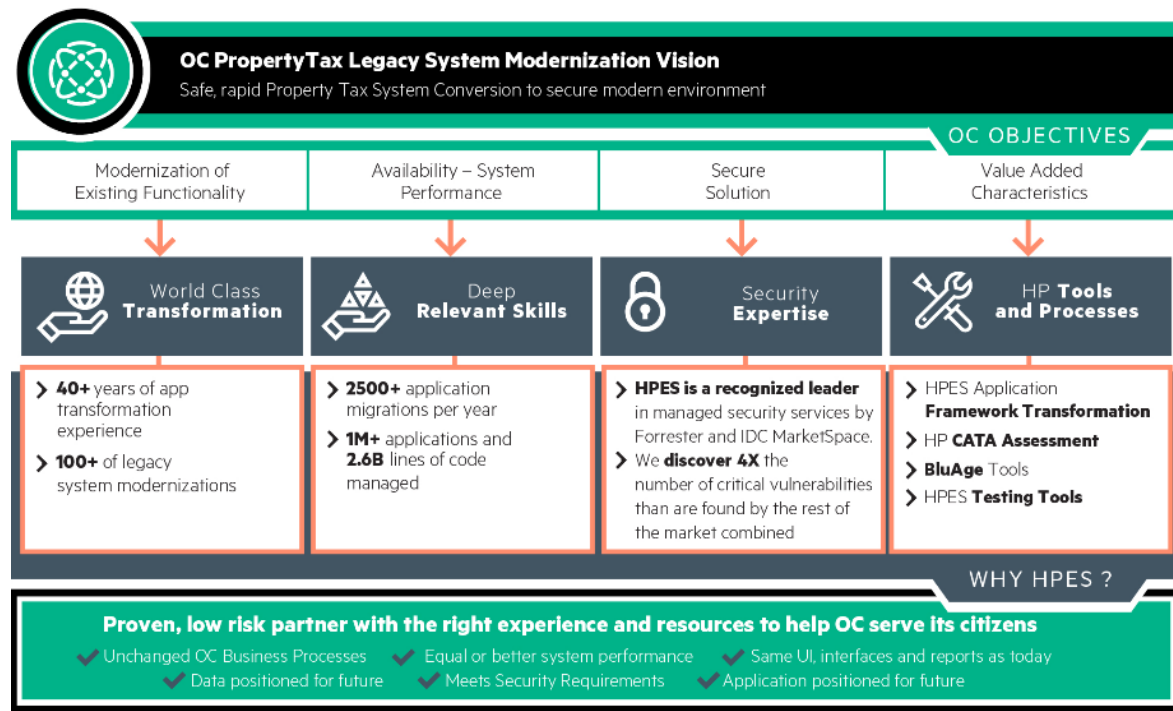 OC PropertyTax Legacy System Modernization Vision
Safe, rapid Property Tax System Conversion to secure modern environment
OC OBJECTIVES
Modernization of
Existing Functionality
Availability – System
Performance
Secure
Solution
Value Added
Characteristics
World Class
Transformation
Deep
Relevant Skills
Security
Expertise
HP Tools
and Processes
40+ years of app
transformation
experience
100+ of legacy
system modernizations
2500+ application
migrations per year
1M+ applications and
2.6B lines of code
managed
HPES is a recognized leader
in managed security services by
Forrester and IDC MarketSpace.
We discover 4X the
number of critical vulnerabilities
than are found by the rest of
the market combined
HPES Application
Framework Transformation
HP CATA Assessment
BluAge Tools
HPES Testing Tools
WHY HPES ?
Proven, low risk partner with the right experience and resources to help OC serve its citizens
Unchanged OC Business Processes
Equal or better system performance
Same UI, interfaces and reports as today
Data positioned for future
Meets Security Requirements
Application positioned for future